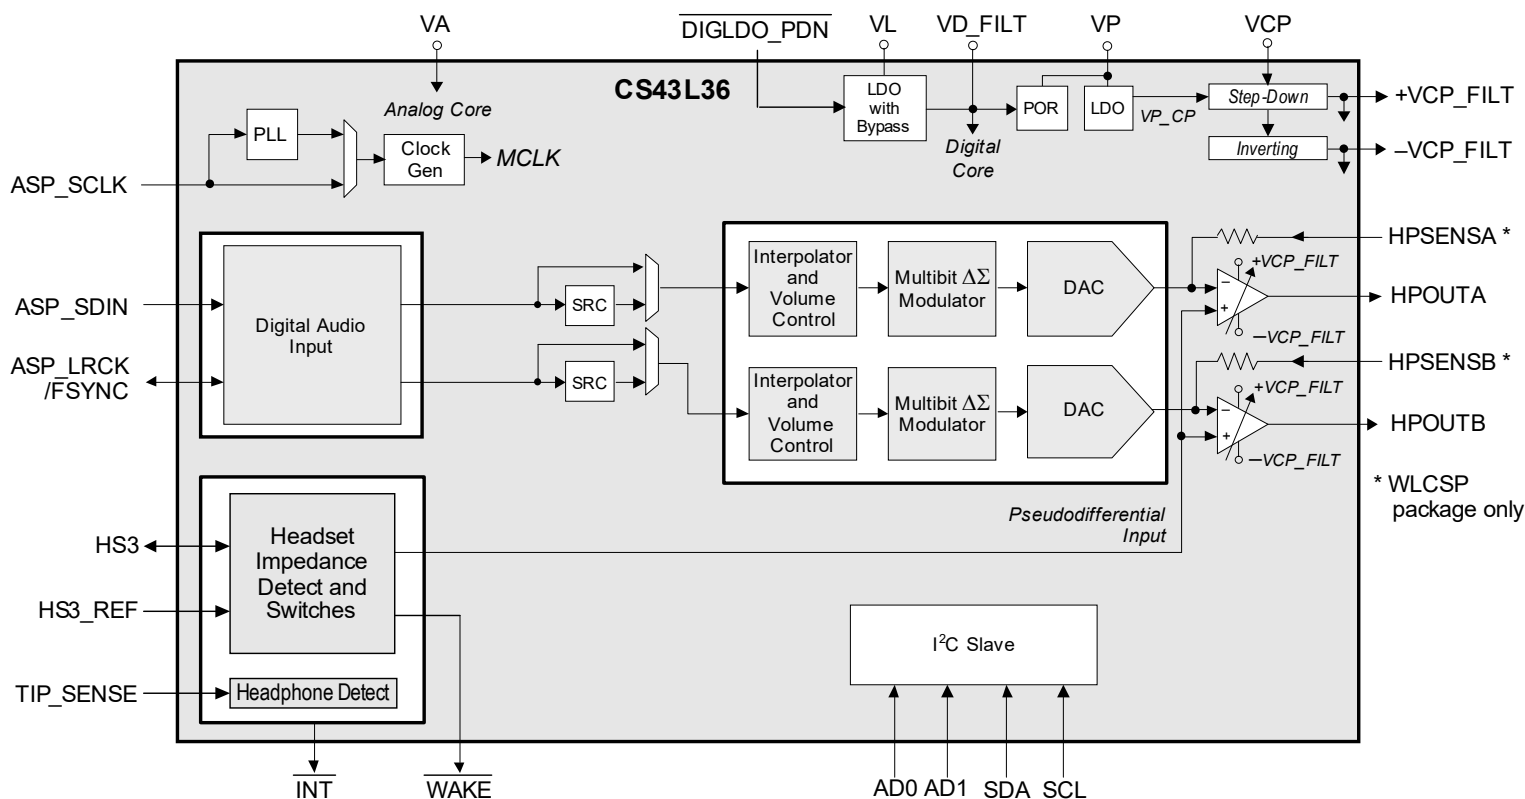 DIGLDO_PDN
VA
VL
VD_FILT
VP
VCP
CS43L36
Analog Core
LDO
with
Bypass
POR
LDO
VP_CP
Step-Down
+VCP_FILT
Digital
Core
Inverting
–VCP_FILT
PLL
Clock
Gen
MCLK
ASP_SCLK
ASP_SDIN
ASP_LRCK
/FSYNC
Digital Audio
Input
SRC
SRC
Interpolator
and
Volume
Control
Multibit ΔΣ
Modulator
DAC
Interpolator
and
Volume
Control
Multibit ΔΣ
Modulator
DAC
HPSENSA *
+VCP_FILT
–
+
HPOUTA
–VCP_FILT
HPSENSB *
+VCP_FILT
–
+
HPOUTB
–VCP_FILT
* WLCSP
package only
Pseudodifferential
Input
HS3
HS3_REF
Headset
Impedance
Detect and
Switches
TIP_SENSE
Headphone Detect
I²C Slave
INT
WAKE
AD0 AD1 SDA SCL